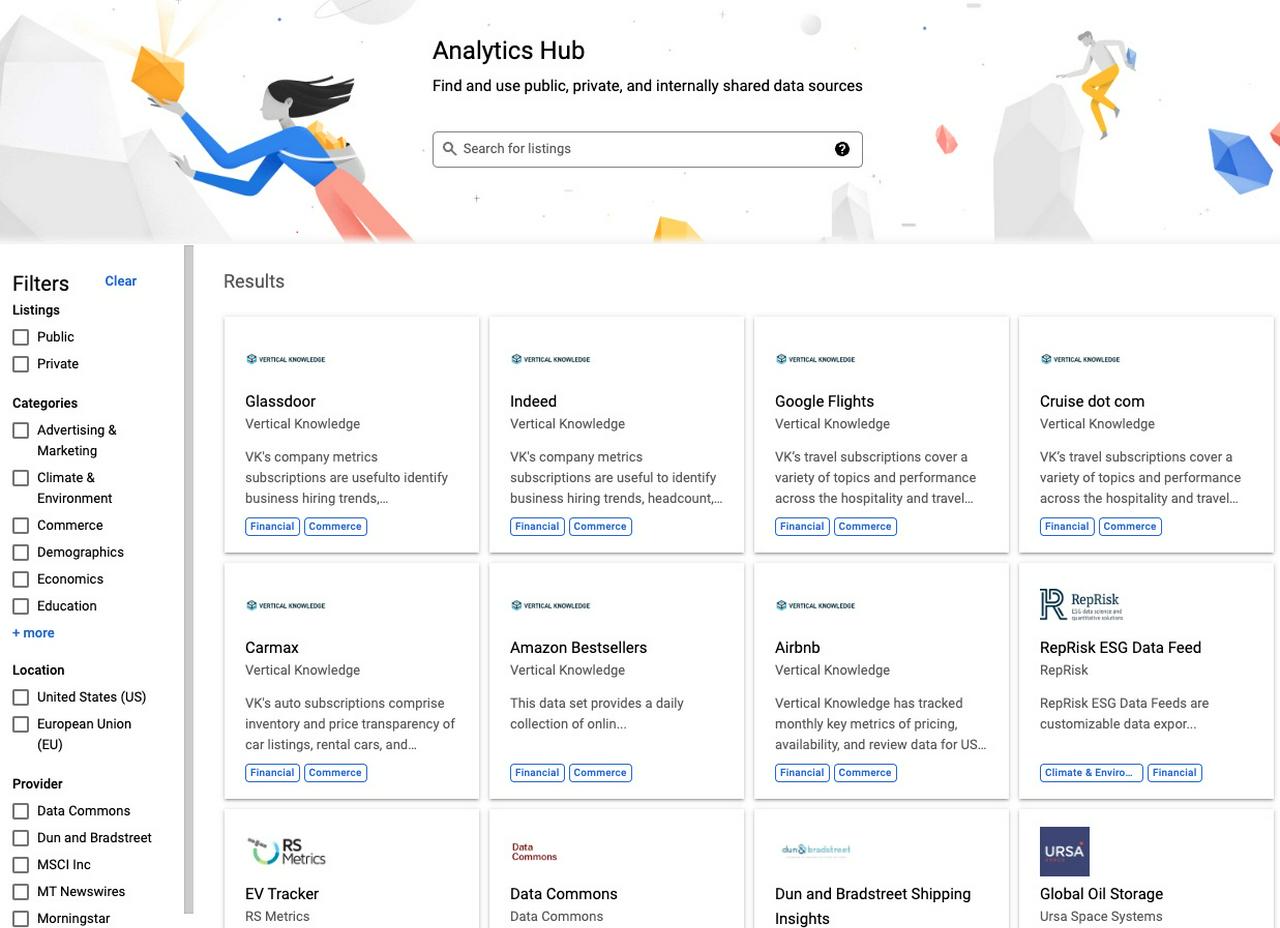 Analytics Hub
Find and use public, private, and internally shared data sources
Search for listings
?
Filters
Clear
Listings
Public
Private
Categories
Advertising &
Marketing
Climate &
Environment
Commerce
Demographics
Economics
Education
+ more
Location
United States (US)
European Union
(EU)
Provider
Data Commons
Dun and Bradstreet
MSCI Inc
MT Newswires
Morningstar
Results
VERTICAL KNOWLEDGE
Glassdoor
Vertical Knowledge
VK's company metrics
subscriptions are usefulto identify
business hiring trends,...
Financial
Commerce
VERTICAL KNOWLEDGE
Indeed
Vertical Knowledge
VK's company metrics
subscriptions are useful to identify
business hiring trends, headcount,...
Financial
Commerce
VERTICAL KNOWLEDGE
Google Flights
Vertical Knowledge
VK’s travel subscriptions cover a
variety of topics and performance
across the hospitality and travel...
Financial
Commerce
VERTICAL KNOWLEDGE
Cruise dot com
Vertical Knowledge
VK’s travel subscriptions cover a
variety of topics and performance
across the hospitality and travel...
Financial
Commerce
VERTICAL KNOWLEDGE
Carmax
Vertical Knowledge
VK's auto subscriptions comprise
inventory and price transparency of
car listings, rental cars, and...
Financial
Commerce
VERTICAL KNOWLEDGE
Amazon Bestsellers
Vertical Knowledge
This data set provides a daily
collection of onlin...
Financial
Commerce
VERTICAL KNOWLEDGE
Airbnb
Vertical Knowledge
Vertical Knowledge has tracked
monthly key metrics of pricing,
availability, and review data for US...
Financial
Commerce
RepRisk
ESG data science and
quantitative solutions
RepRisk ESG Data Feed
RepRisk
RepRisk ESG Data Feeds are
customizable data expor...
Climate & Enviro...
Financial
RS
Metrics
EV Tracker
RS Metrics
Data
Commons
Data Commons
Data Commons
dun & bradstreet
Dun and Bradstreet Shipping
Insights
URSA
SPACE
Global Oil Storage
Ursa Space Systems